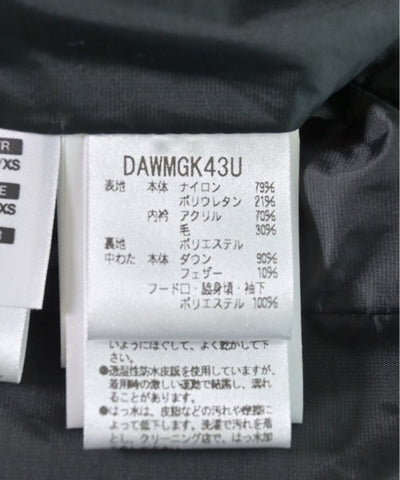 R
/XS
E
XS
R
DAWMGK43U
表地 本体 ナイロン 79%
ポリウレタン 21%
内衿 アクリル 70%
毛 30%
裏地 ポリエステル
中わた 本体 ダウン 90%
フェザー 10%
フード口・脇身頃・袖下
ポリエステル 100%
いようにほぐして、よく乾かして下
さい。
●透湿性防水皮膜を使用していますが、
着用時の激しい運動で結露し、濡れ
ることがあります。
●はっ水は、皮脂などの汚れや摩擦に
よって低下します。洗濯で汚れを落
とし、クリーニング店で、はっ水加